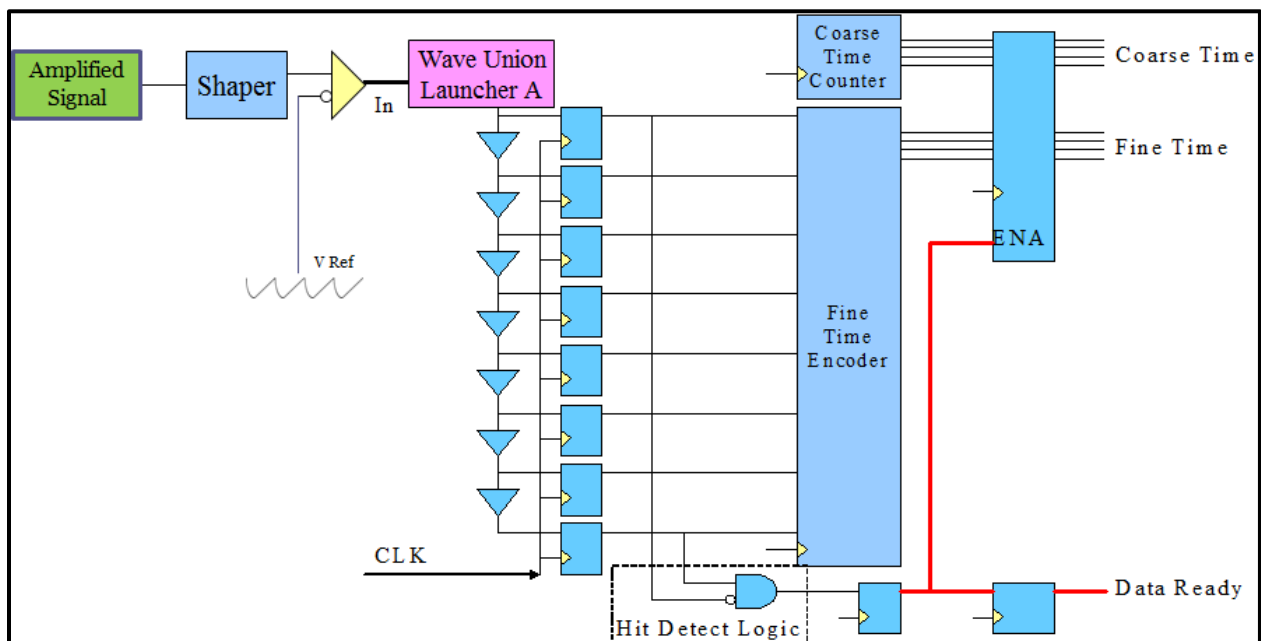 Amplified
Signal
Shaper
In
V Ref
Wave Union
Launcher A
Coarse
Time
Counter
Coarse Time
Fine Time
ENA
Fine
Time
Encoder
CLK
Hit Detect Logic
Data Ready